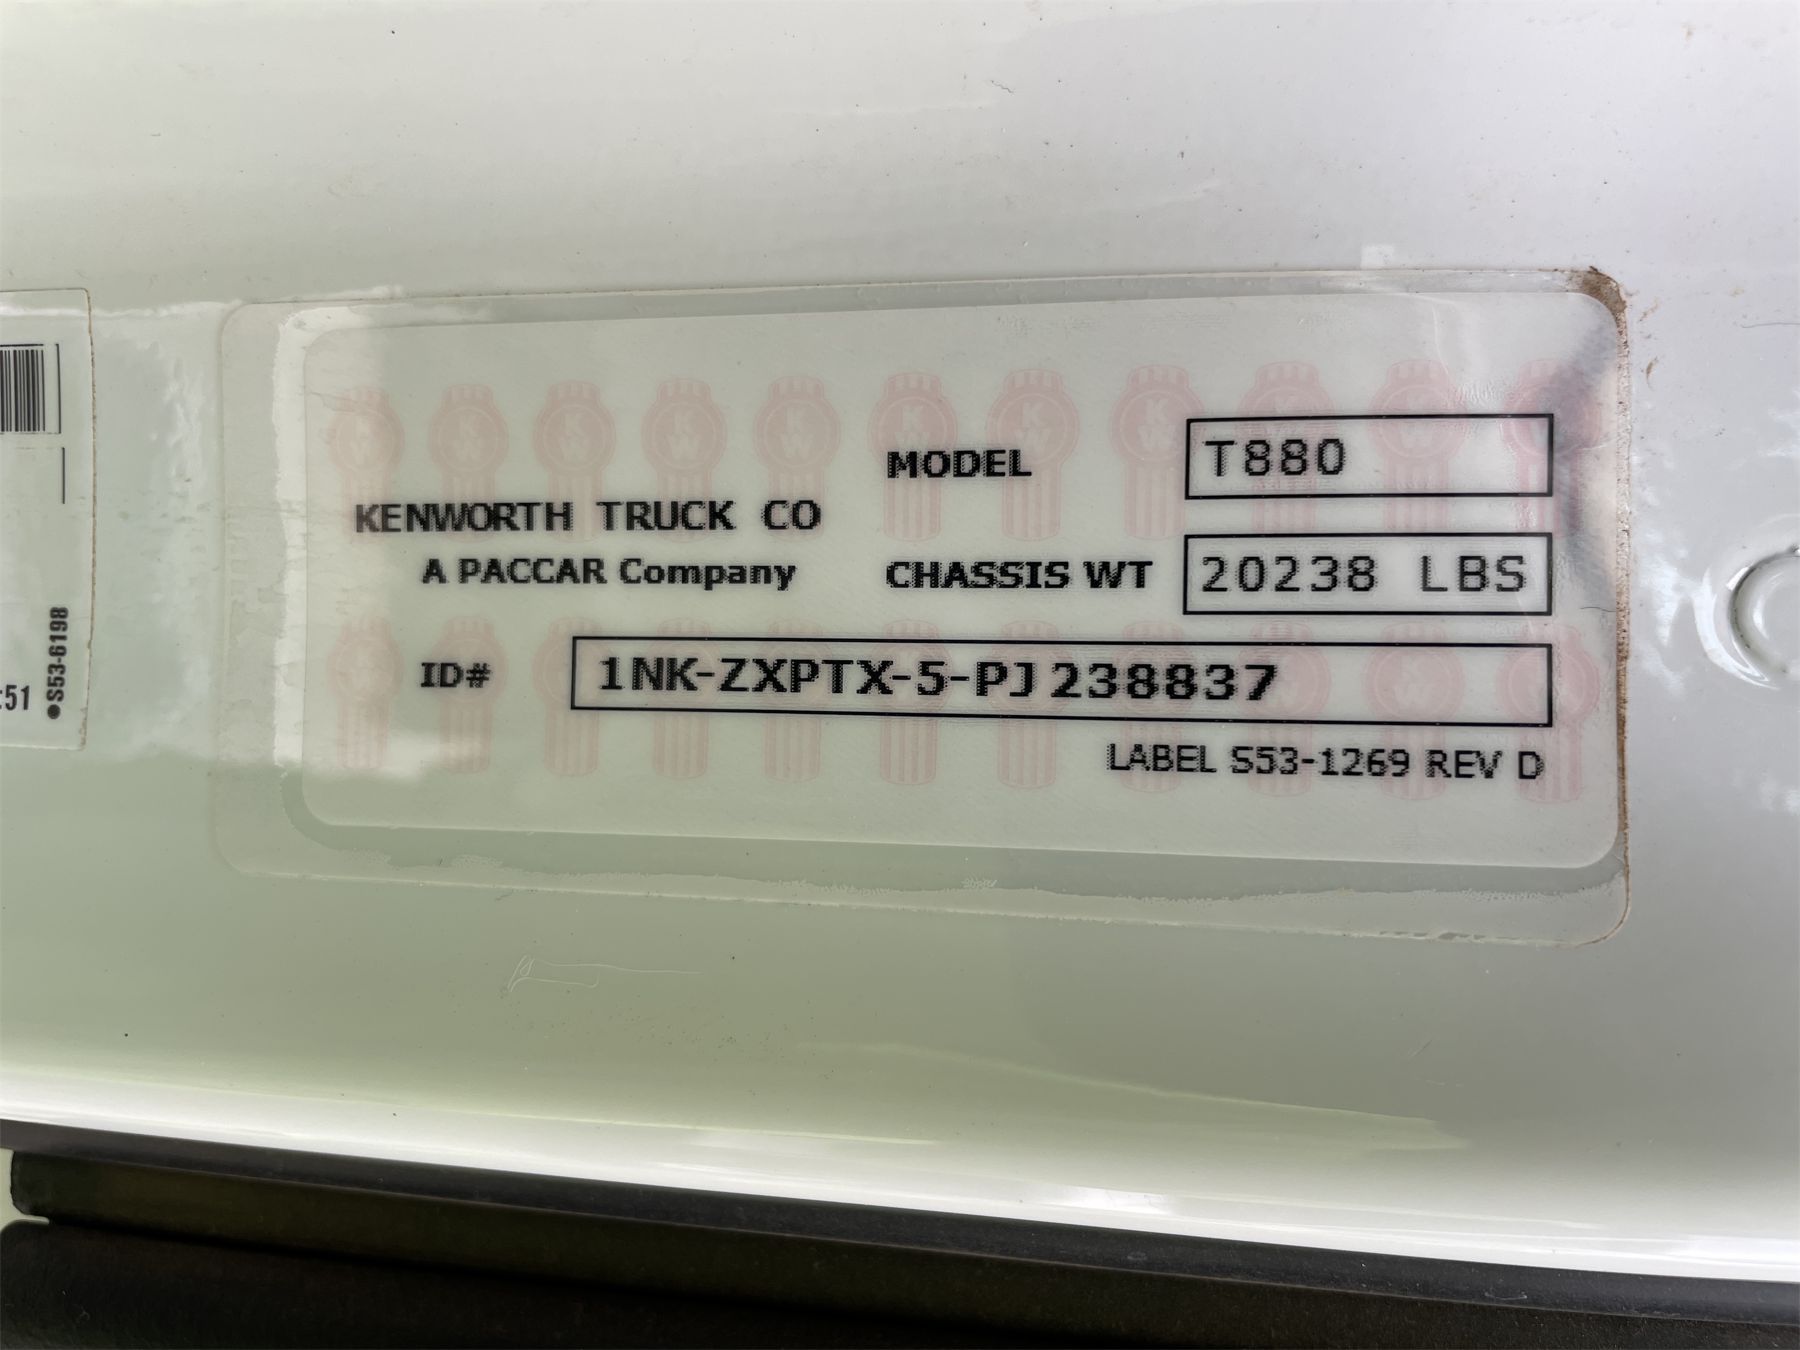 MODEL T880
KENWORTH TRUCK CO
A PACCAR Company
CHASSIS WT 20238 LBS
ID# 1NK-ZXPTX-5-PJ238837
LABEL S53-1269 REV D
:51
●S53-6198